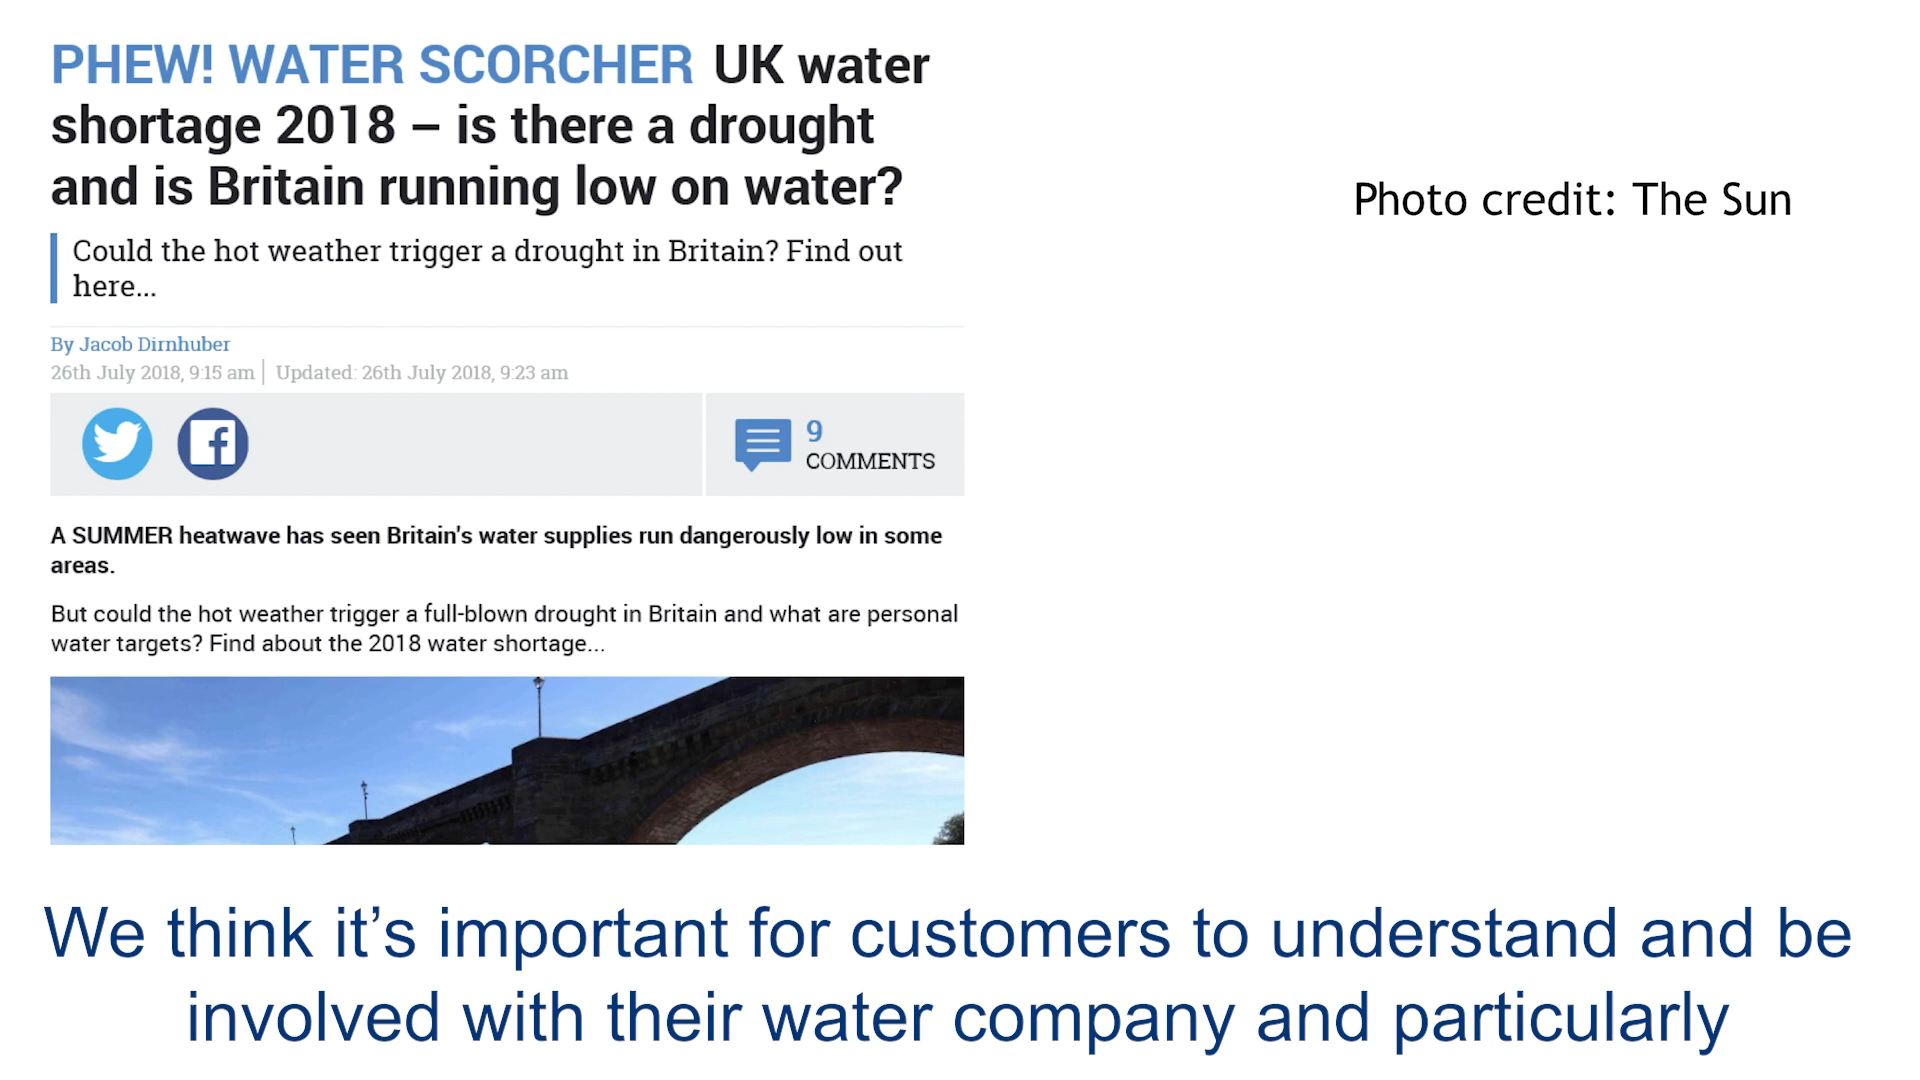 PHEW! WATER SCORCHER UK water
shortage 2018 – is there a drought
and is Britain running low on water?
Could the hot weather trigger a drought in Britain? Find out
here...
By Jacob Dirnhuber
26th July 2018, 9:15 am | Updated: 26th July 2018, 9:23 am
9
COMMENTS
A SUMMER heatwave has seen Britain's water supplies run dangerously low in some
areas.
But could the hot weather trigger a full-blown drought in Britain and what are personal
water targets? Find about the 2018 water shortage...
Photo credit: The Sun
We think it’s important for customers to understand and be
involved with their water company and particularly